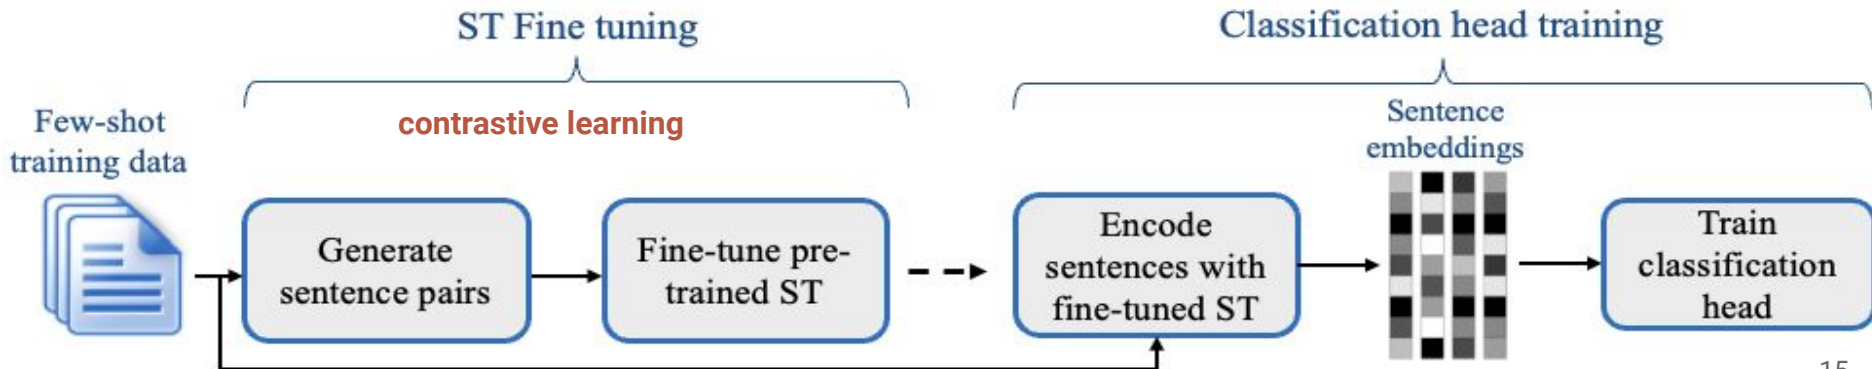 ST Fine tuning
Classification head training
contrastive learning
Few-shot
training data
Sentence
embeddings
Generate
sentence pairs
Fine-tune pre-
trained ST
Encode
sentences with
fine-tuned ST
Train
classification
head
15